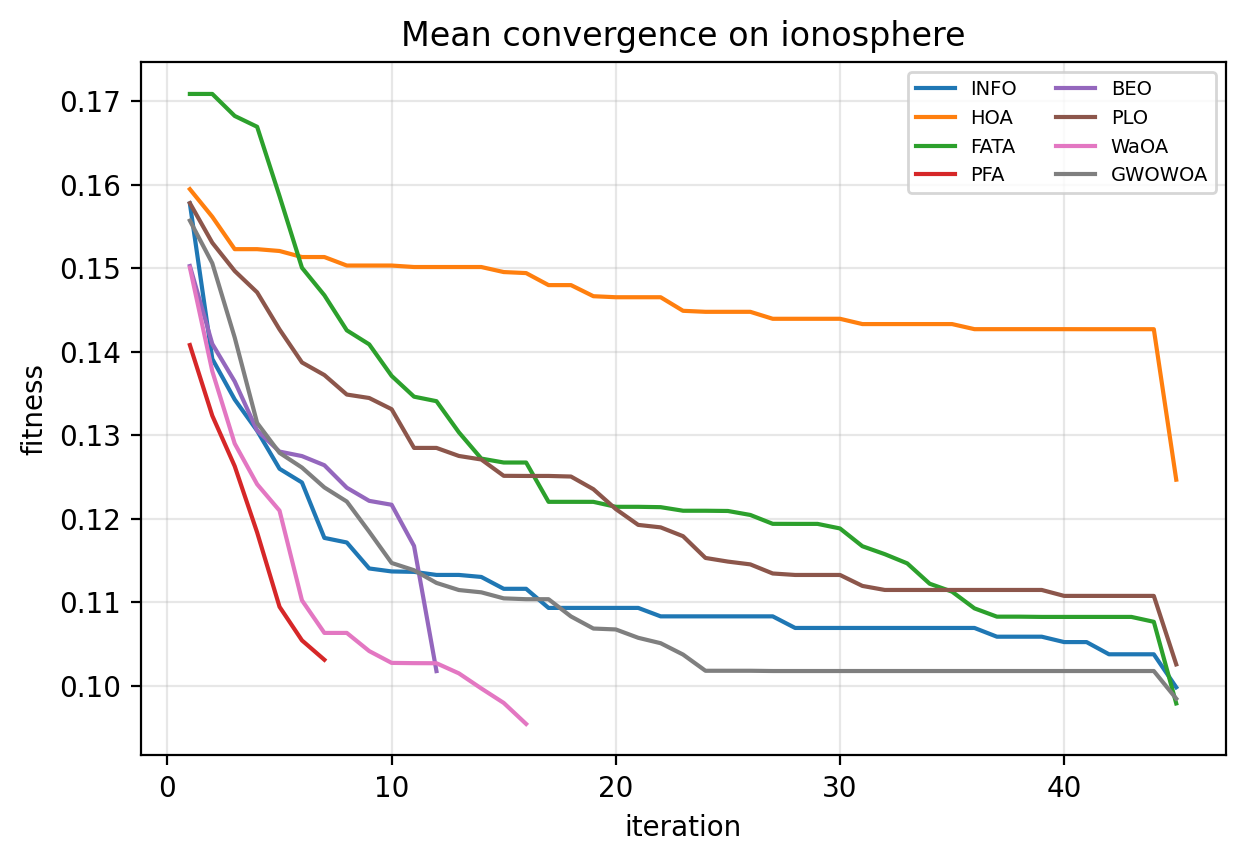 Mean convergence on ionosphere
INFO
HOA
FATA
PFA
BEO
PLO
WaOA
GWOWOA
fitness
0.17
0.16
0.15
0.14
0.13
0.12
0.11
0.10
0
10
20
30
40
iteration